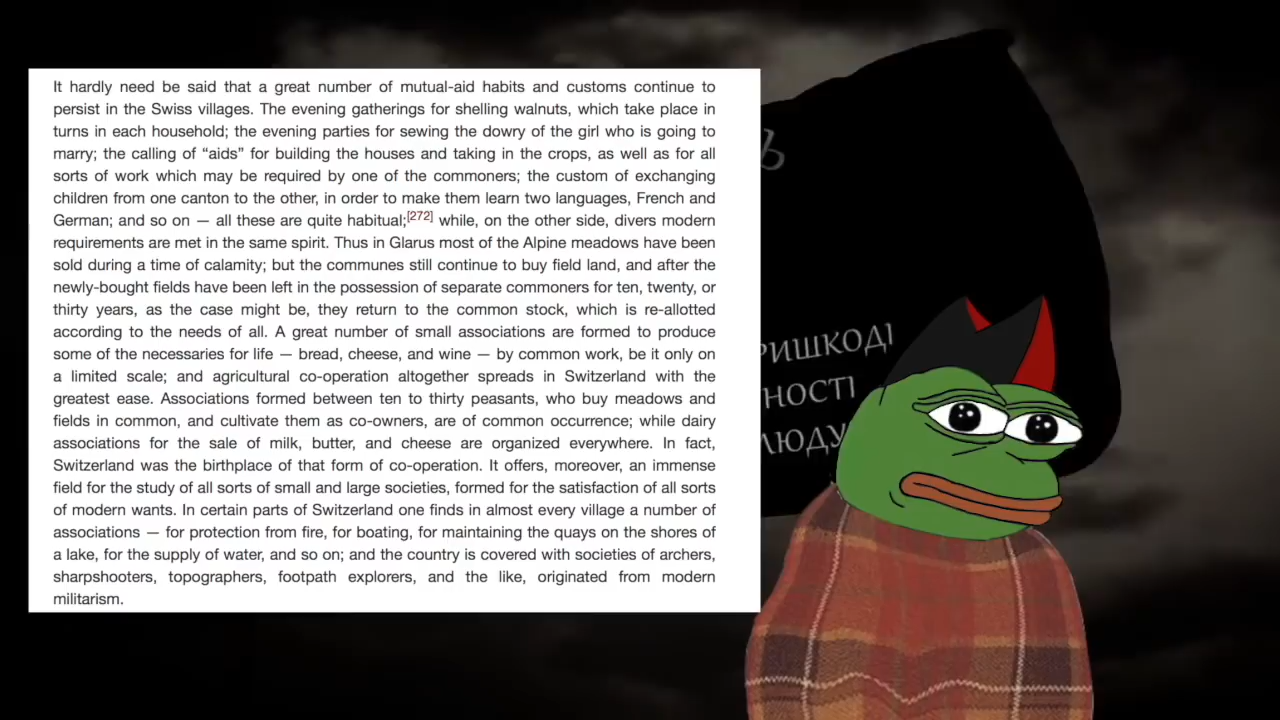 It hardly need be said that a great number of mutual-aid habits and customs continue to
persist in the Swiss villages. The evening gatherings for shelling walnuts, which take place in
turns in each household; the evening parties for sewing the dowry of the girl who is going to
marry; the calling of “aids” for building the houses and taking in the crops, as well as for all
sorts of work which may be required by one of the commoners; the custom of exchanging
children from one canton to the other, in order to make them learn two languages, French and
German; and so on — all these are quite habitual;[272] while, on the other side, divers modern
requirements are met in the same spirit. Thus in Glarus most of the Alpine meadows have been
sold during a time of calamity; but the communes still continue to buy field land, and after the
newly-bought fields have been left in the possession of separate commoners for ten, twenty, or
thirty years, as the case might be, they return to the common stock, which is re-allotted
according to the needs of all. A great number of small associations are formed to produce
some of the necessaries for life — bread, cheese, and wine — by common work, be it only on
a limited scale; and agricultural co-operation altogether spreads in Switzerland with the
greatest ease. Associations formed between ten to thirty peasants, who buy meadows and
fields in common, and cultivate them as co-owners, are of common occurrence; while dairy
associations for the sale of milk, butter, and cheese are organized everywhere. In fact,
Switzerland was the birthplace of that form of co-operation. It offers, moreover, an immense
field for the study of all sorts of small and large societies, formed for the satisfaction of all sorts
of modern wants. In certain parts of Switzerland one finds in almost every village a number of
associations — for protection from fire, for boating, for maintaining the quays on the shores of
a lake, for the supply of water, and so on; and the country is covered with societies of archers,
sharpshooters, topographers, footpath explorers, and the like, originated from modern
militarism.
Ь
РИШКОДІ
НОСТІ
ЛЮДУ